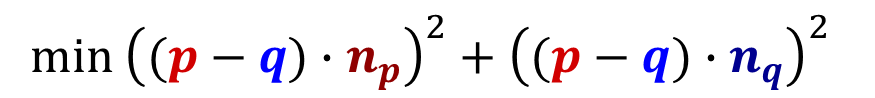 min ((p − q) · n_p)² + ((p − q) · n_q)²